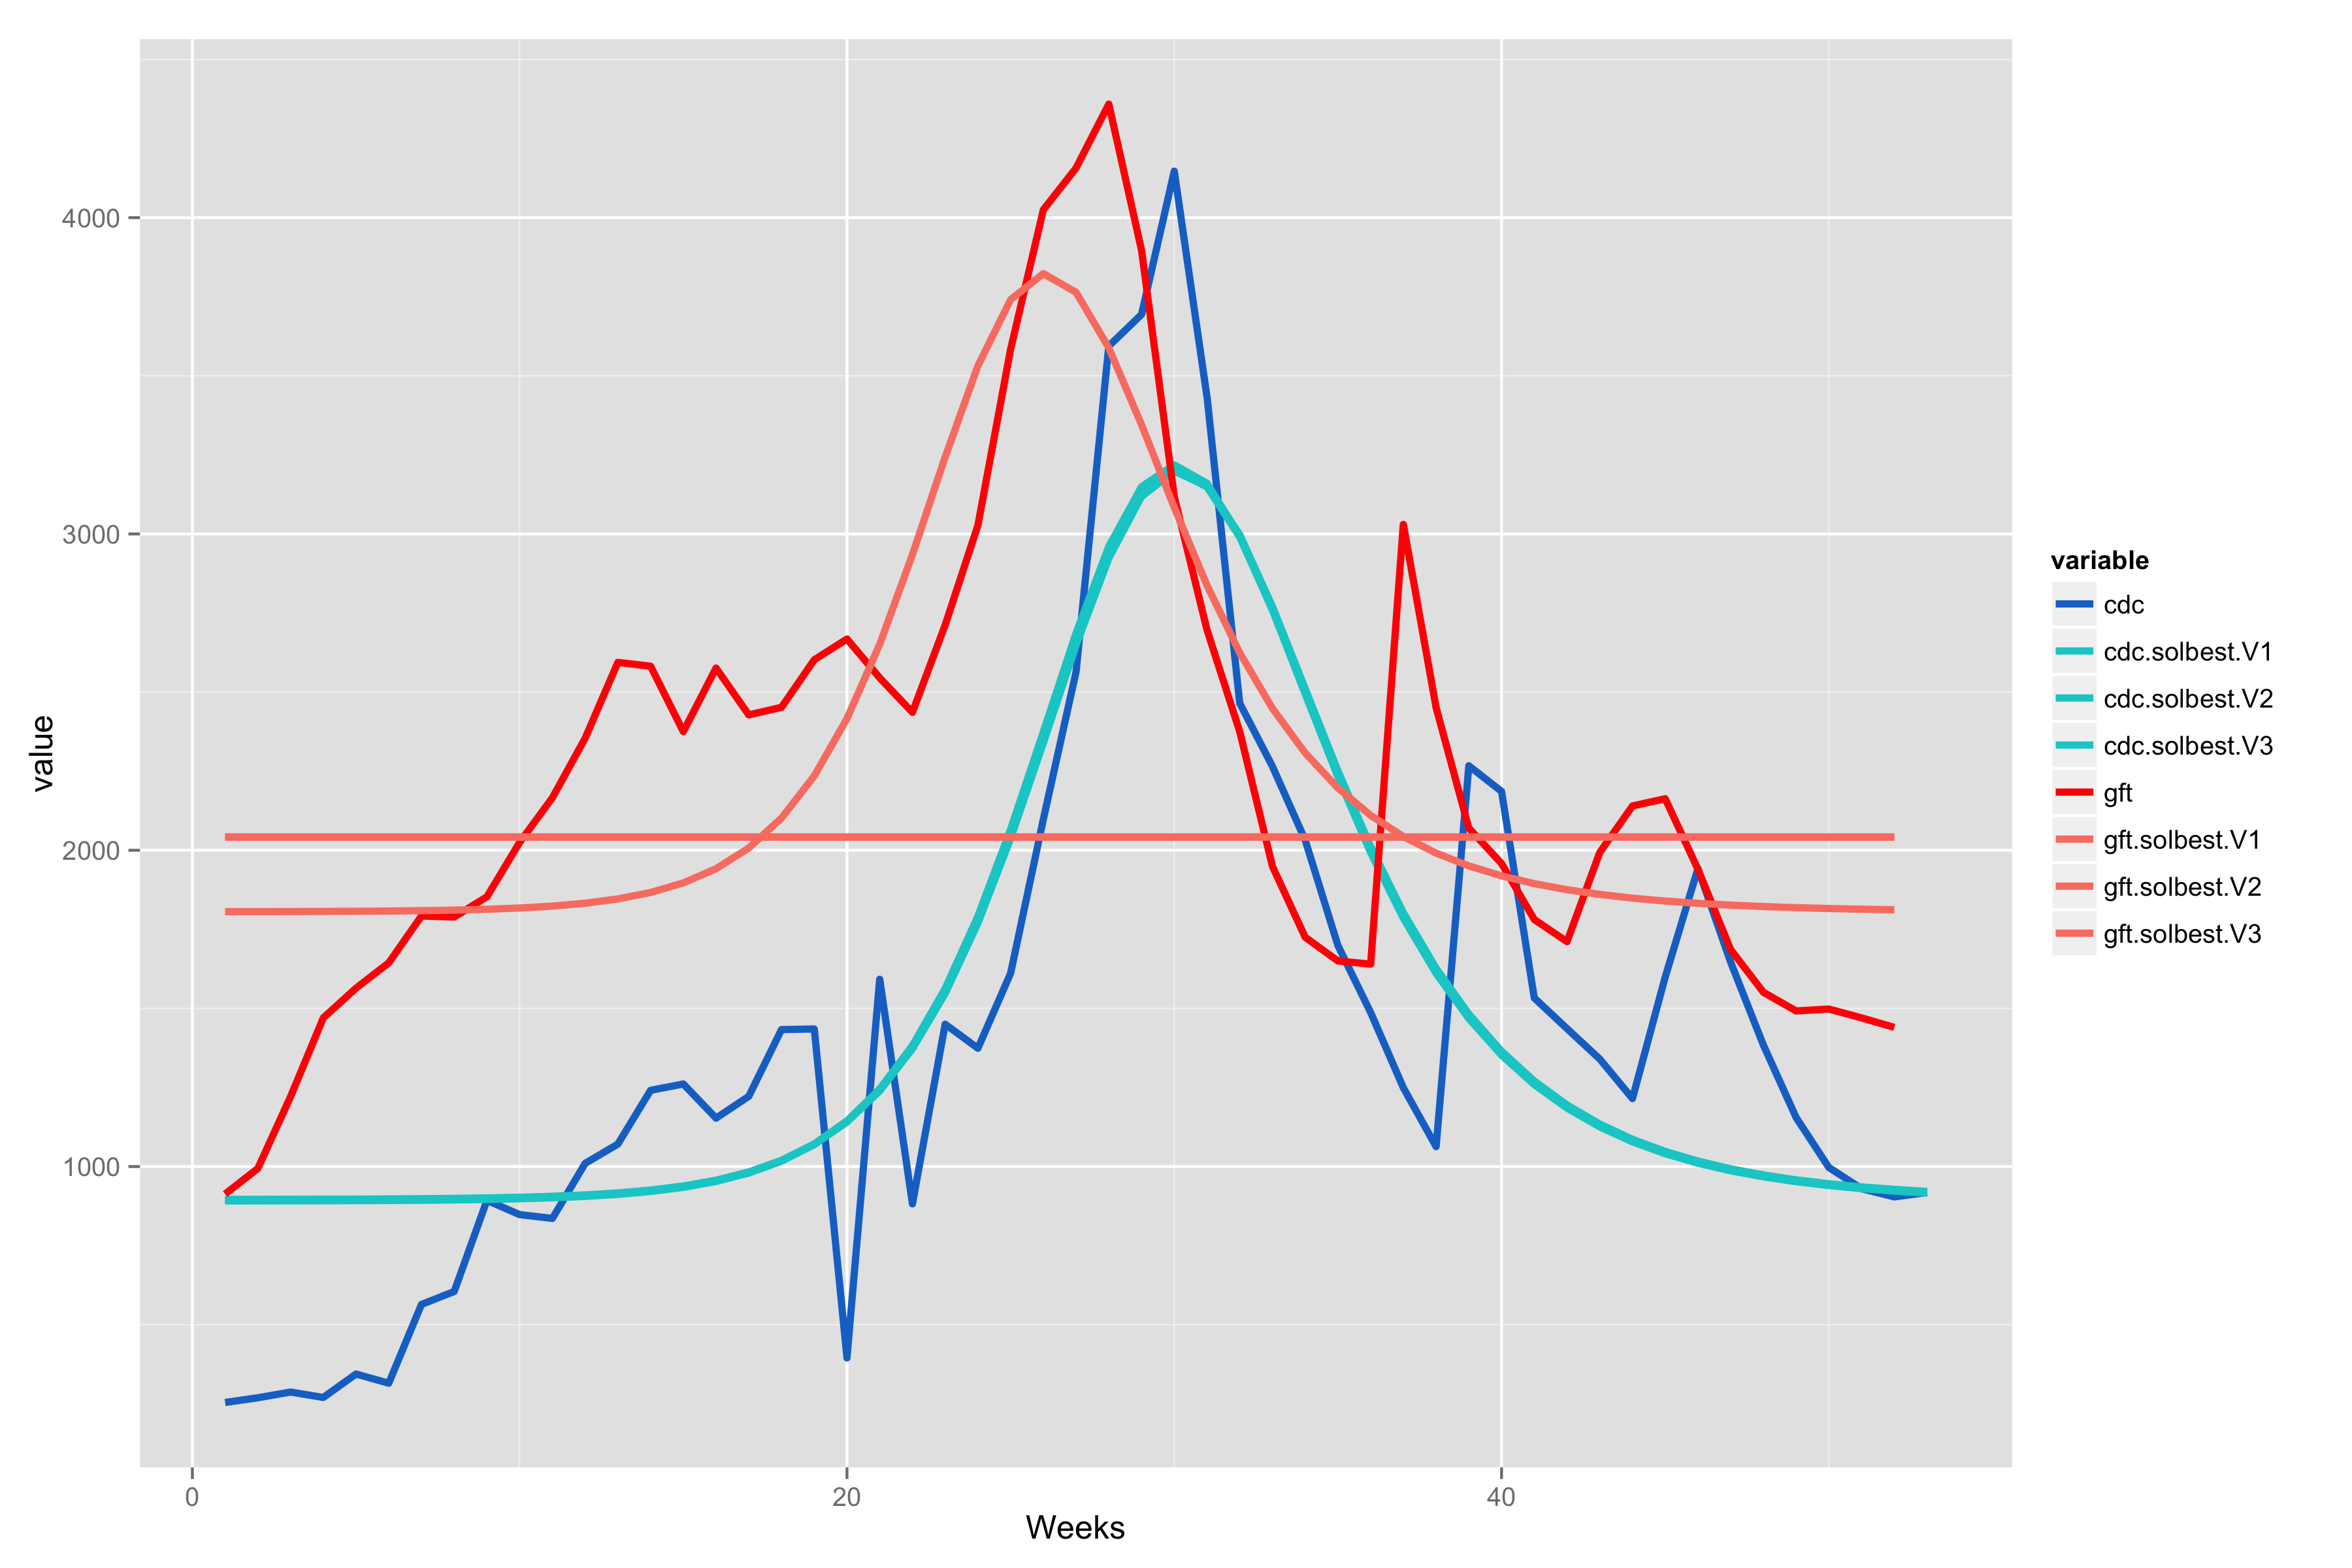 4000
3000
2000
1000
value
0
20
40
Weeks
variable
cdc
cdc.solbest.V1
cdc.solbest.V2
cdc.solbest.V3
gft
gft.solbest.V1
gft.solbest.V2
gft.solbest.V3